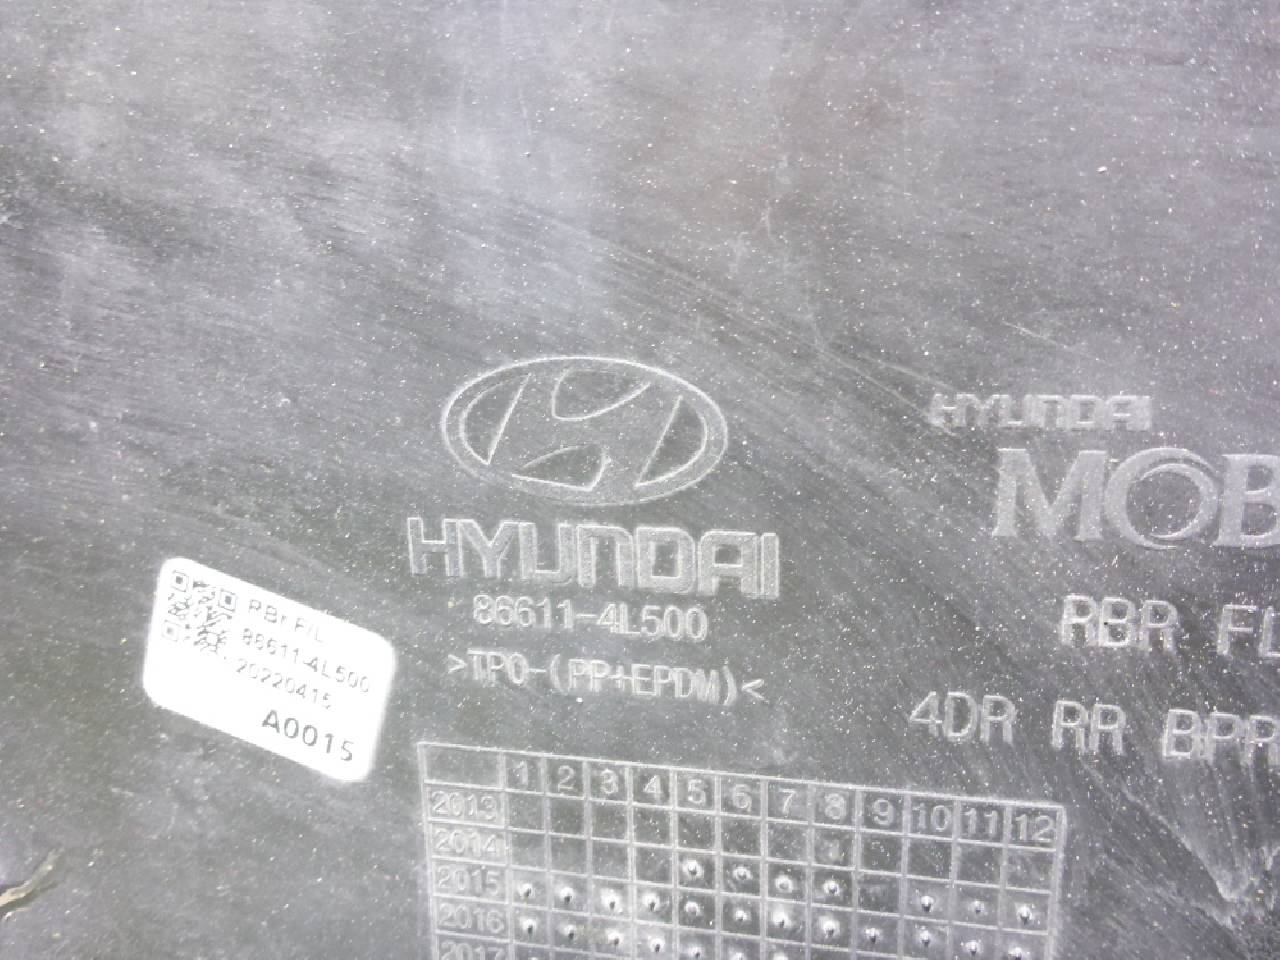 HYUNDAI
MOB
HYUNDAI
86611-4L500
>TPO-(PP+EPDM)<
RBR FL
4DR RR BPR
RBr F/L
86611-4L500
20220415
A0015
1 2 3 4 5 6 7 8 9 10 11 12
2013
2014
2015
2016
2017